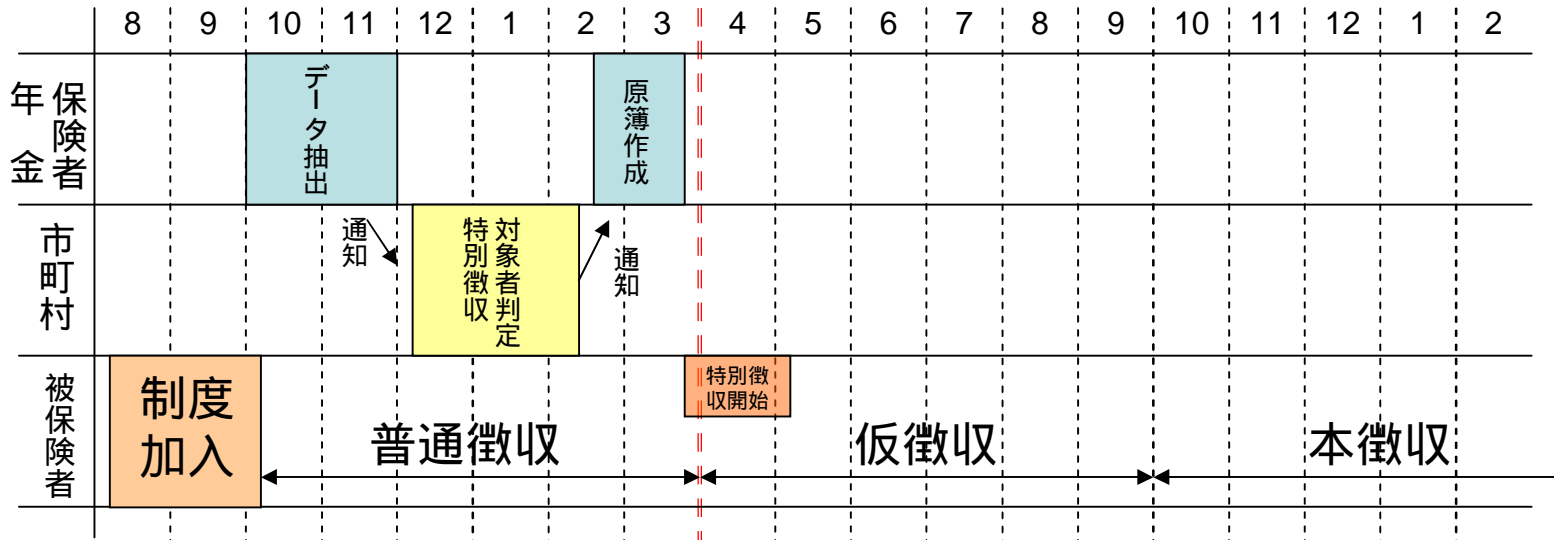 8 9 10 11 12 1 2 3 4 5 6 7 8 9 10 11 12 1 2
年金
保険者
データ抽出
原簿作成
市町村
通知
特別徴収
対象者判定
通知
被保険者
制度
加入
普通徴収
特別徴
収開始
仮徴収
本徴収